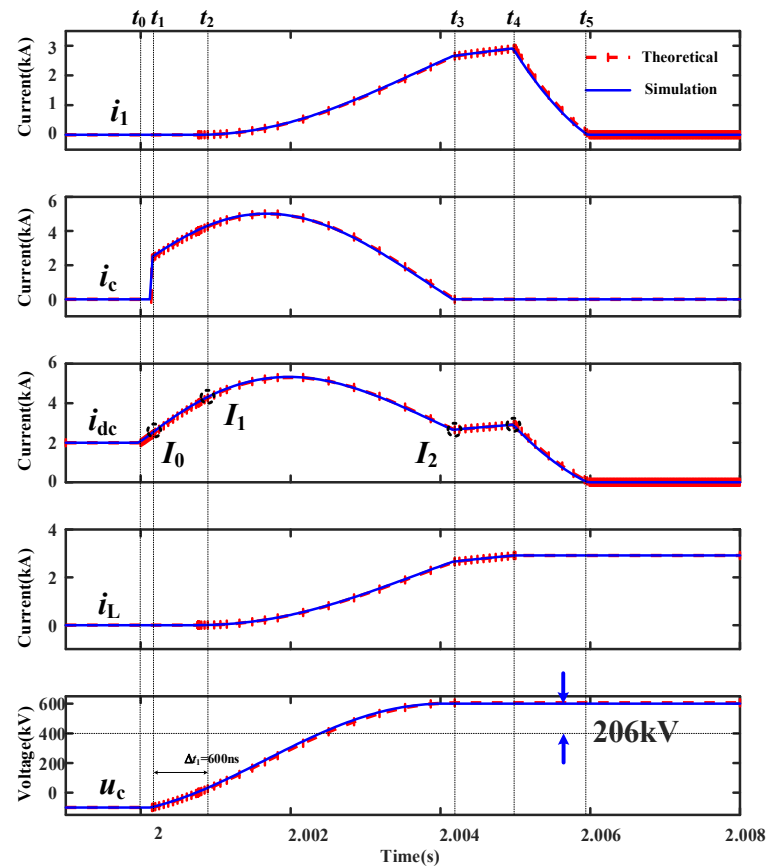 t0 t1 t2 t3 t4 t5
3
2
1
0
Current(kA)
i1
Theoretical
Simulation
6
4
2
0
Current(kA)
ic
6
4
2
0
Current(kA)
idc
I0
I1
I2
4
2
0
Current(kA)
iL
600
400
200
0
Voltage(kV)
uc
Δt1=600ns
206kV
2 2.002 2.004 2.006 2.008
Time(s)